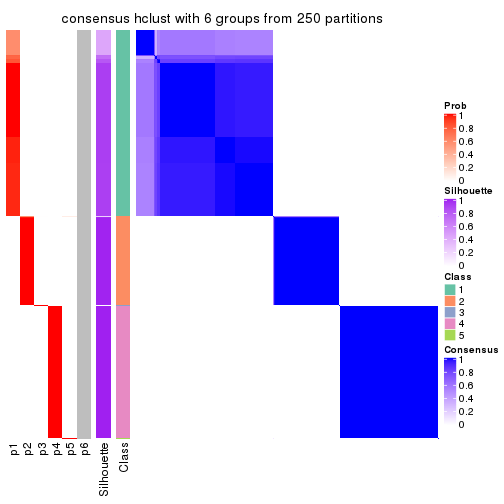 consensus hclust with 6 groups from 250 partitions
Prob
1
0.8
0.6
0.4
0.2
0
Silhouette
1
0.8
0.6
0.4
0.2
0
Class
1
2
3
4
5
Consensus
1
0.8
0.6
0.4
0.2
0
p1
p2
p3
p4
p5
p6
Silhouette
Class